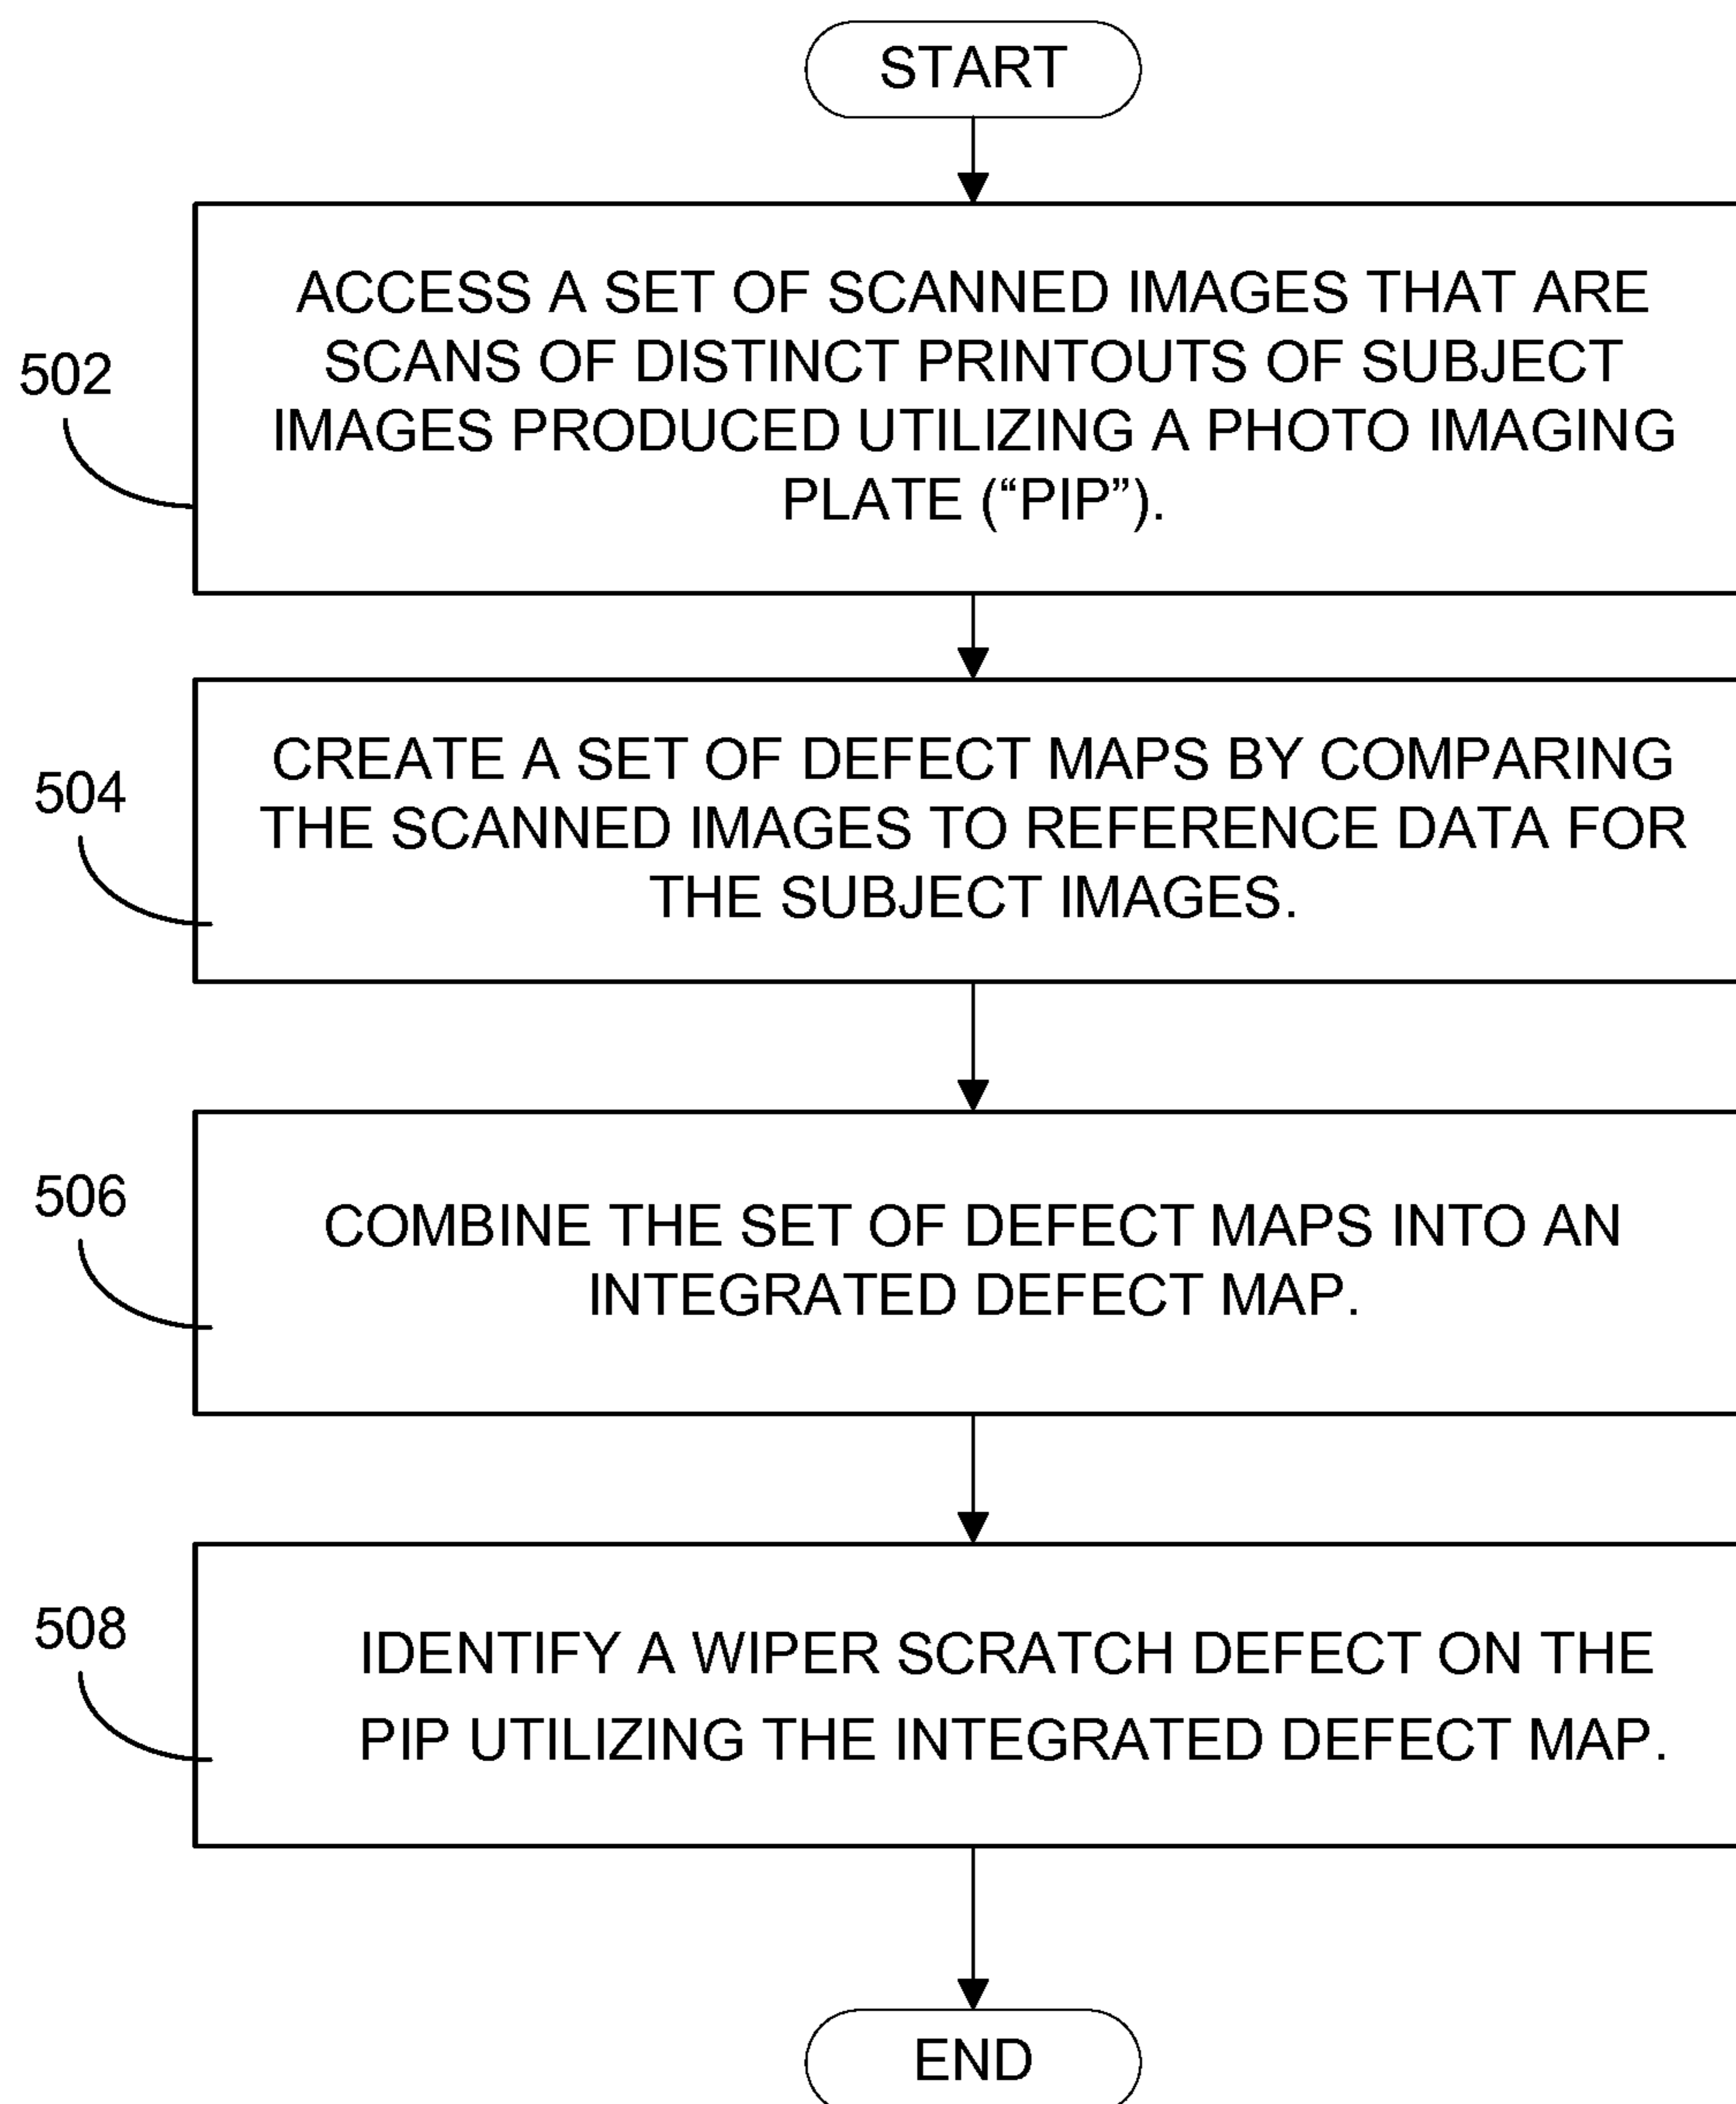 START
502
ACCESS A SET OF SCANNED IMAGES THAT ARE
SCANS OF DISTINCT PRINTOUTS OF SUBJECT
IMAGES PRODUCED UTILIZING A PHOTO IMAGING
PLATE (“PIP”).
504
CREATE A SET OF DEFECT MAPS BY COMPARING
THE SCANNED IMAGES TO REFERENCE DATA FOR
THE SUBJECT IMAGES.
506
COMBINE THE SET OF DEFECT MAPS INTO AN
INTEGRATED DEFECT MAP.
508
IDENTIFY A WIPER SCRATCH DEFECT ON THE
PIP UTILIZING THE INTEGRATED DEFECT MAP.
END